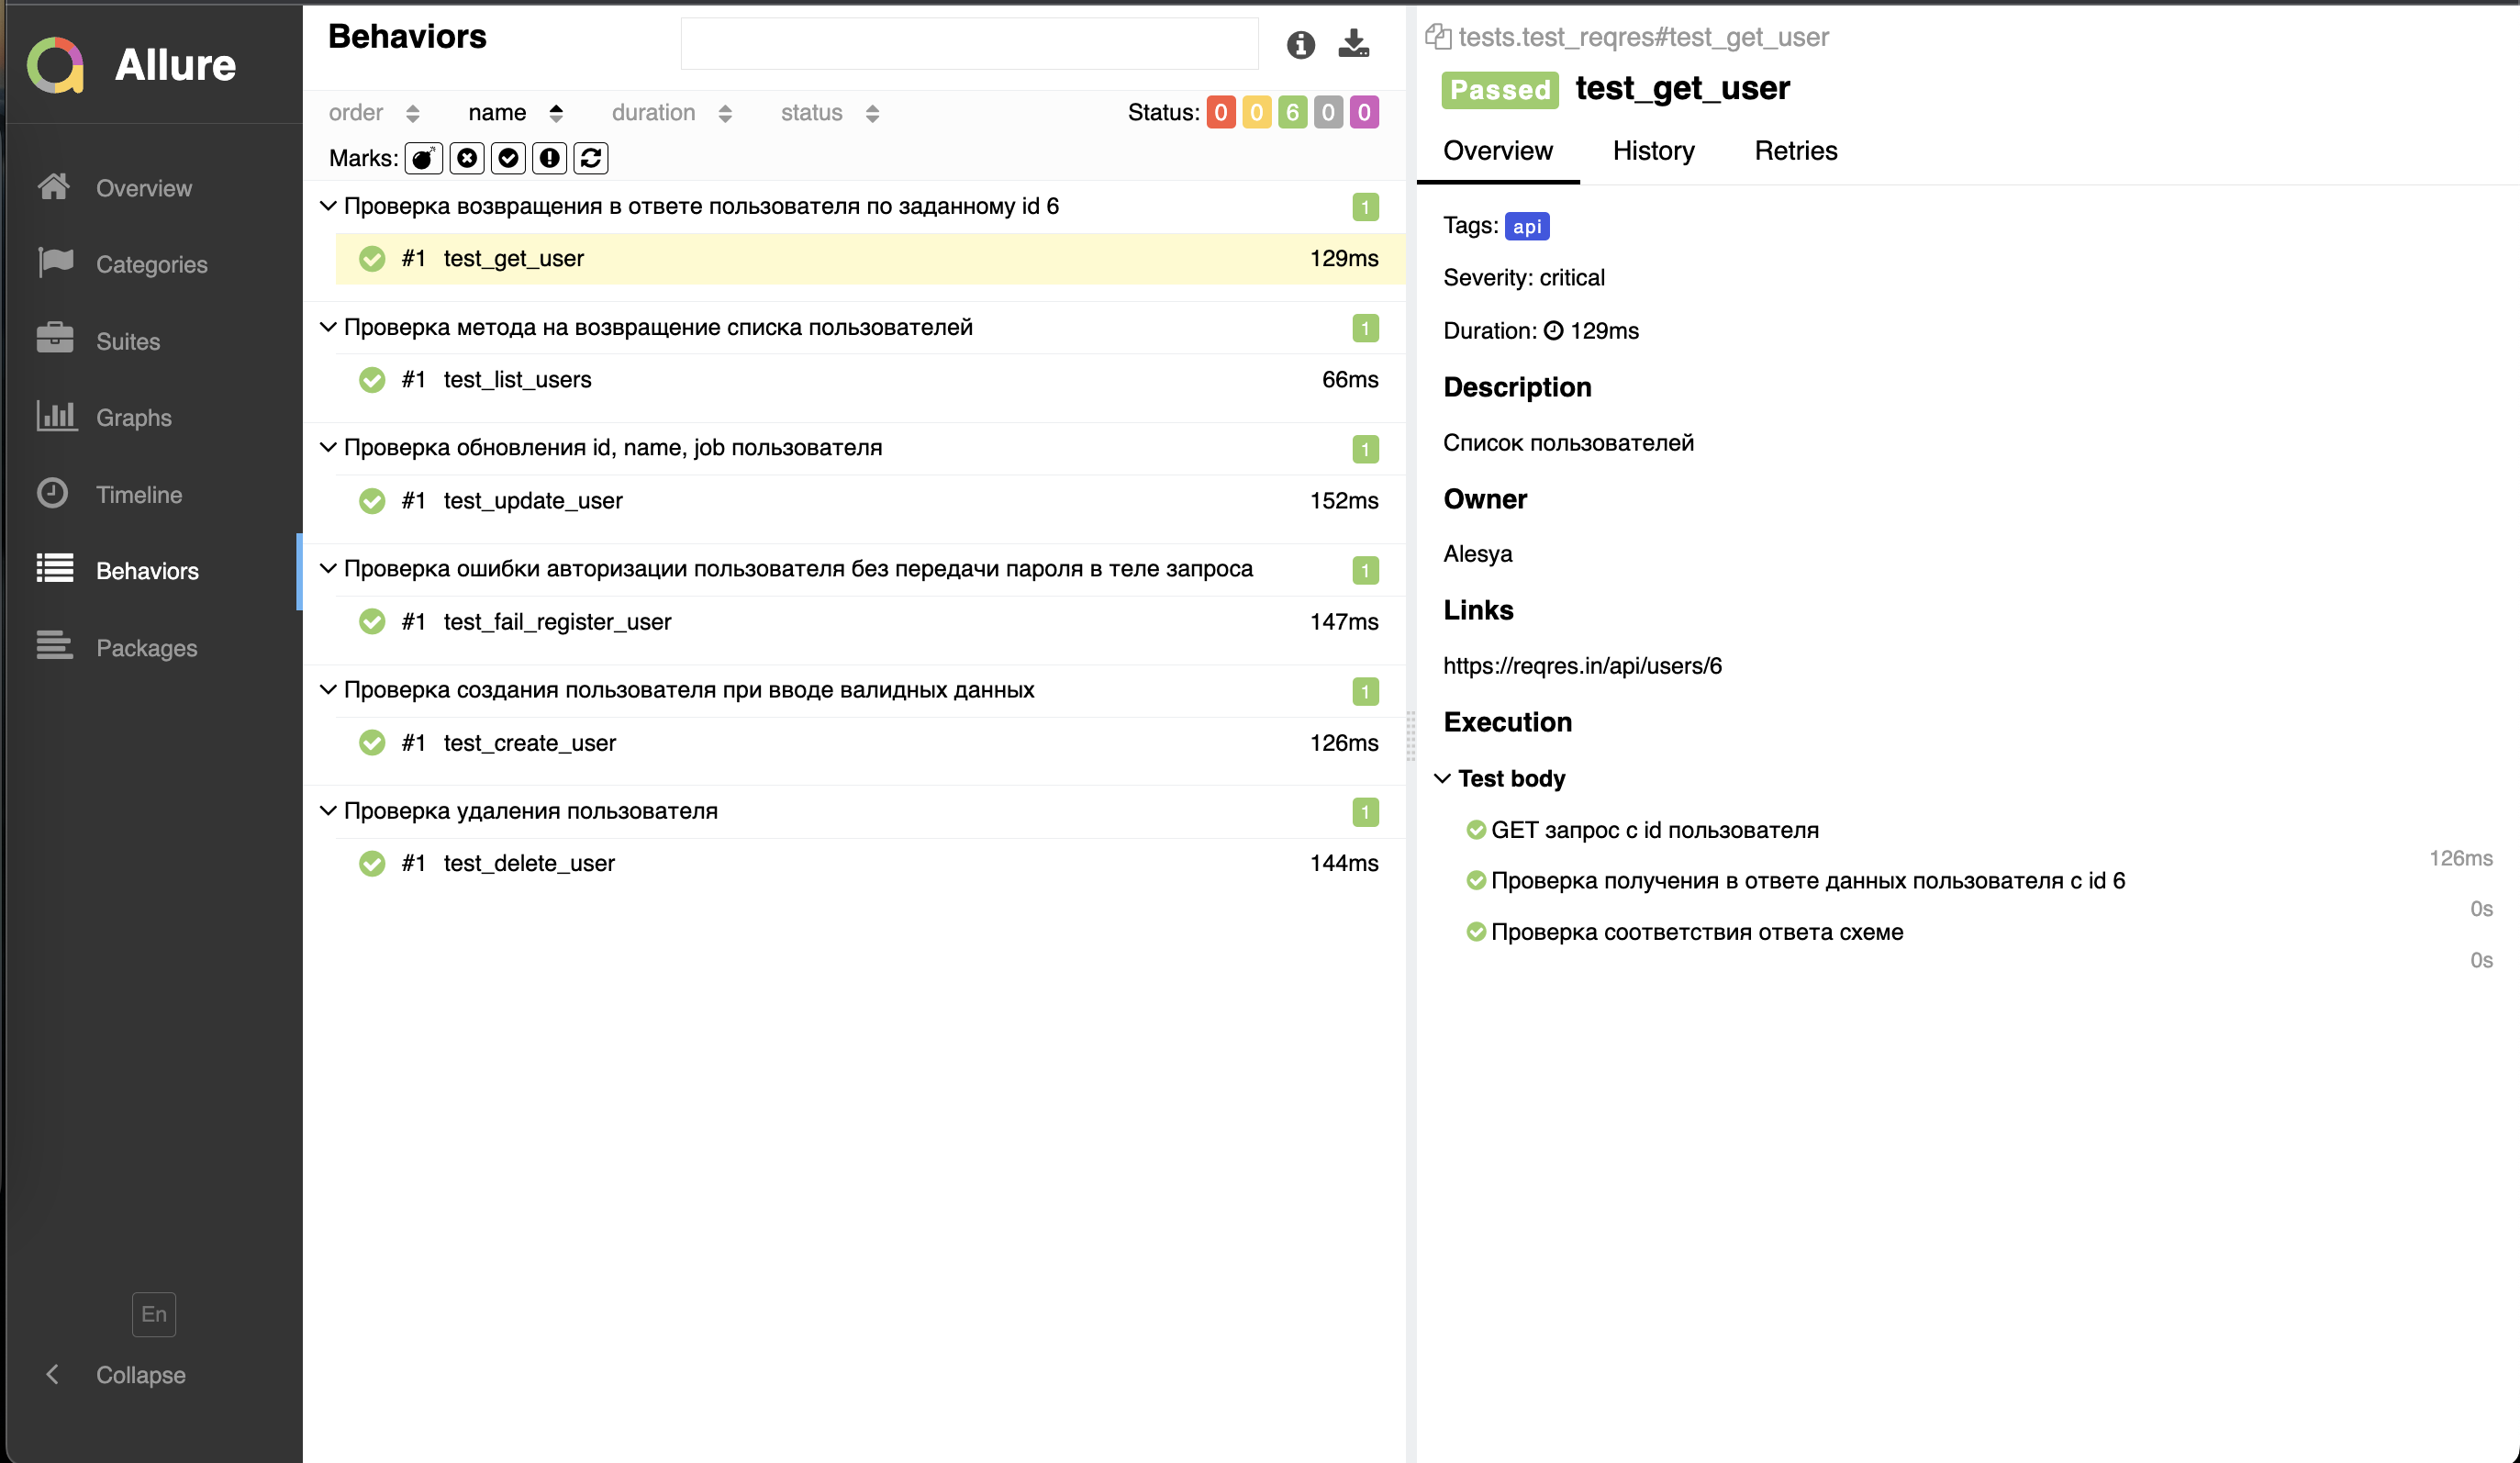 Allure
Overview
Categories
Suites
Graphs
Timeline
Behaviors
Packages
En
Collapse
Behaviors
order name duration status Status: 0 0 6 0 0
Marks:
Проверка возвращения в ответе пользователя по заданному id 6 1
#1 test_get_user 129ms
Проверка метода на возвращение списка пользователей 1
#1 test_list_users 66ms
Проверка обновления id, name, job пользователя 1
#1 test_update_user 152ms
Проверка ошибки авторизации пользователя без передачи пароля в теле запроса 1
#1 test_fail_register_user 147ms
Проверка создания пользователя при вводе валидных данных 1
#1 test_create_user 126ms
Проверка удаления пользователя 1
#1 test_delete_user 144ms
tests.test_reqres#test_get_user
Passed test_get_user
Overview History Retries
Tags: api
Severity: critical
Duration: 129ms
Description
Список пользователей
Owner
Alesya
Links
https://reqres.in/api/users/6
Execution
Test body
GET запрос с id пользователя
126ms
Проверка получения в ответе данных пользователя с id 6
0s
Проверка соответствия ответа схеме
0s